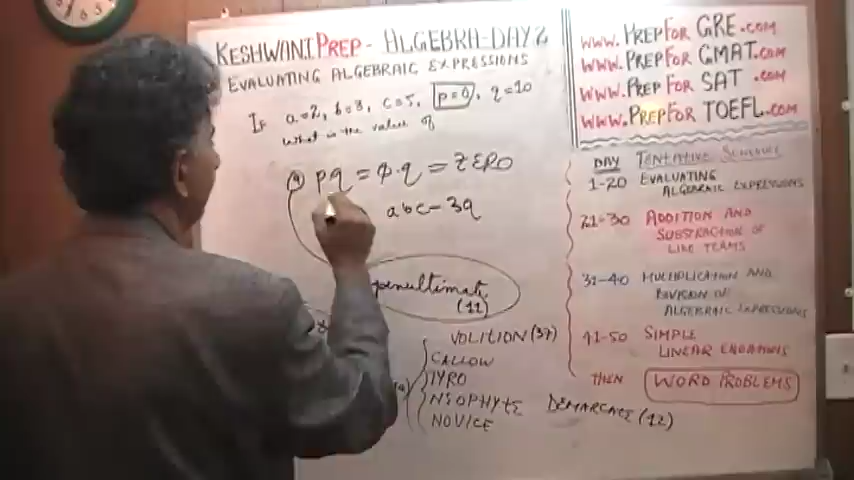 KESHWANI PREP - ALGEBRA-DAY 2
EVALUATING ALGEBRAIC EXPRESSIONS
If a=2, b=3, c=5, p=0, q=10
What is the value of
(a) pq = 0·q = ZERO
abc - 3q
penultimate
(11)
VOLITION (37)
CALLOW
TYRO
NEOPHYTE
NOVICE
DEMARCATE (12)
WWW.PREPFOR GRE.COM
WWW.PREPFOR GMAT.COM
WWW.PREPFOR SAT.COM
WWW.PREPFOR TOEFL.COM
DAY TENTATIVE SCHEDULE
1-20 EVALUATING
ALGEBRAIC EXPRESSIONS
21-30 ADDITION AND
SUBSTRACTION OF
LIKE TERMS
31-40 MULTIPLICATION AND
DIVISION OF
ALGEBRAIC EXPRESSIONS
41-50 SIMPLE
LINEAR EQUATIONS
THEN WORD PROBLEMS